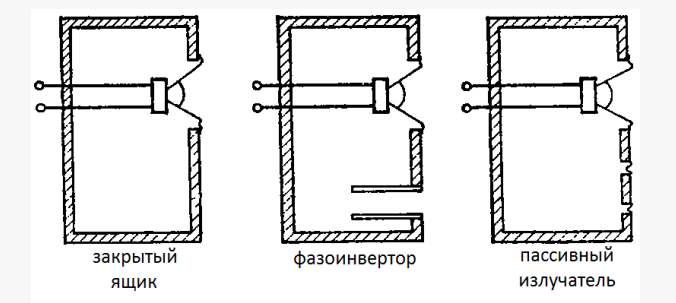 закрытый
ящик
фазоинвертор
пассивный
излучатель